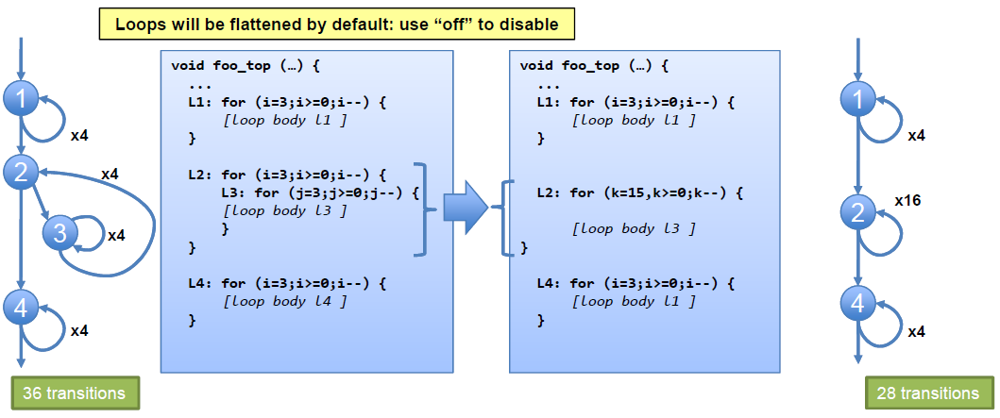 Loops will be flattened by default: use “off” to disable
1
x4
2
x4
3
x4
4
x4
36 transitions
void foo_top (…) {
...
L1: for (i=3;i>=0;i--) {
[loop body l1 ]
}
L2: for (i=3;i>=0;i--) {
L3: for (j=3;j>=0;j--) {
[loop body l3 ]
}
}
L4: for (i=3;i>=0;i--) {
[loop body l4 ]
}
void foo_top (…) {
...
L1: for (i=3;i>=0;i--) {
[loop body l1 ]
}
L2: for (k=15,k>=0;k--) {
[loop body l3 ]
}
L4: for (i=3;i>=0;i--) {
[loop body l1 ]
}
1
x4
2
x16
4
x4
28 transitions